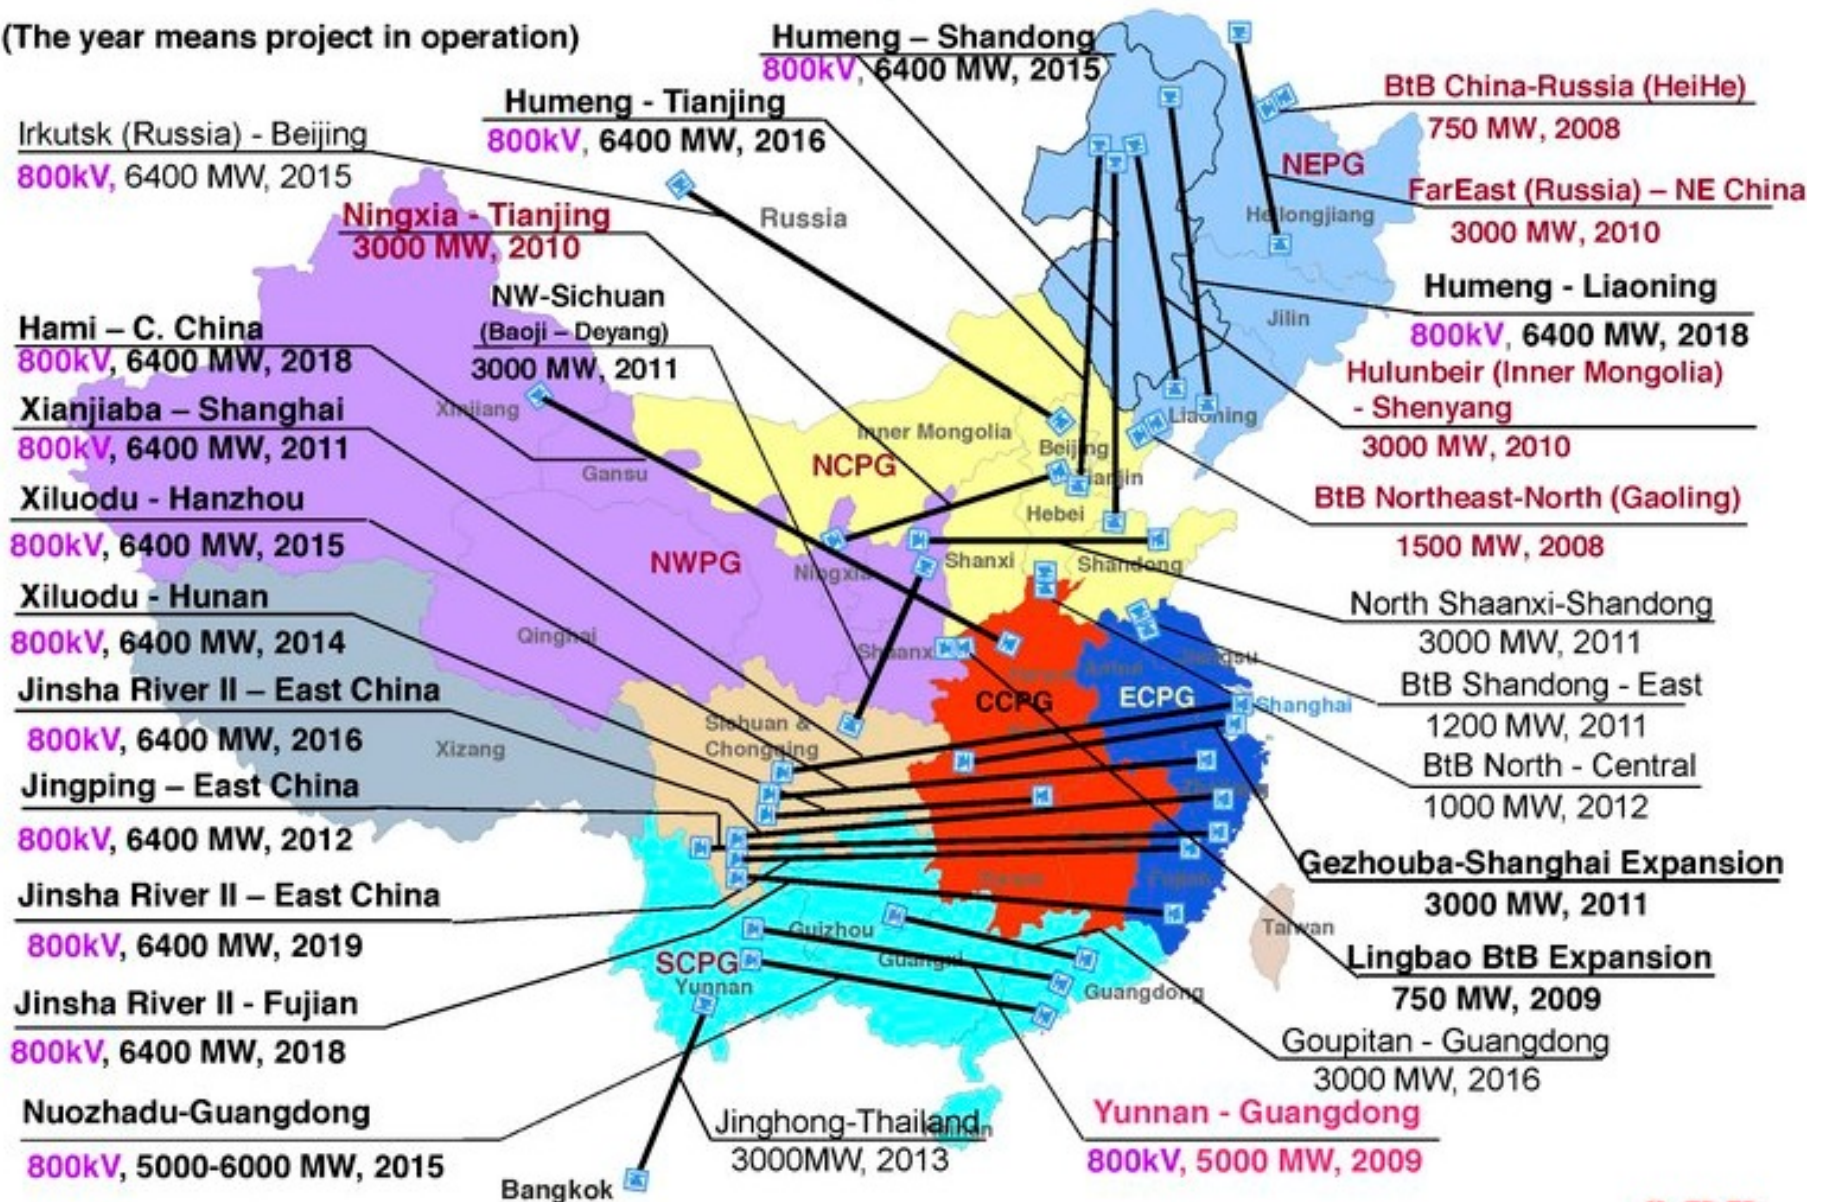 (The year means project in operation)
Humeng – Shandong
800kV, 6400 MW, 2015
Humeng - Tianjing
800kV, 6400 MW, 2016
Irkutsk (Russia) - Beijing
800kV, 6400 MW, 2015
Ningxia - Tianjing
3000 MW, 2010
NW-Sichuan
(Baoji – Deyang)
3000 MW, 2011
Hami – C. China
800kV, 6400 MW, 2018
Xianjiaba – Shanghai
800kV, 6400 MW, 2011
Xiluodu - Hanzhou
800kV, 6400 MW, 2015
Xiluodu - Hunan
800kV, 6400 MW, 2014
Jinsha River II – East China
800kV, 6400 MW, 2016
Jingping – East China
800kV, 6400 MW, 2012
Jinsha River II – East China
800kV, 6400 MW, 2019
Jinsha River II - Fujian
800kV, 6400 MW, 2018
Nuozhadu-Guangdong
800kV, 5000-6000 MW, 2015
BtB China-Russia (HeiHe)
750 MW, 2008
FarEast (Russia) – NE China
3000 MW, 2010
Humeng - Liaoning
800kV, 6400 MW, 2018
Hulunbeir (Inner Mongolia)
- Shenyang
3000 MW, 2010
BtB Northeast-North (Gaoling)
1500 MW, 2008
North Shaanxi-Shandong
3000 MW, 2011
BtB Shandong - East
1200 MW, 2011
BtB North - Central
1000 MW, 2012
Gezhouba-Shanghai Expansion
3000 MW, 2011
Lingbao BtB Expansion
750 MW, 2009
Goupitan - Guangdong
3000 MW, 2016
Yunnan - Guangdong
800kV, 5000 MW, 2009
Jinghong-Thailand
3000MW, 2013
Bangkok
Russia
NEPG
Heilongjiang
Jilin
Liaoning
Xinjiang
Gansu
Inner Mongolia
NCPG
Beijing
Tianjin
Hebei
NWPG
Ningxia
Shanxi
Shandong
Qinghai
Shaanxi
CCPG
ECPG
Shanghai
Sichuan &
Chongqing
Xizang
Guizhou
SCPG
Yunnan
Guangxi
Guangdong
Taiwan